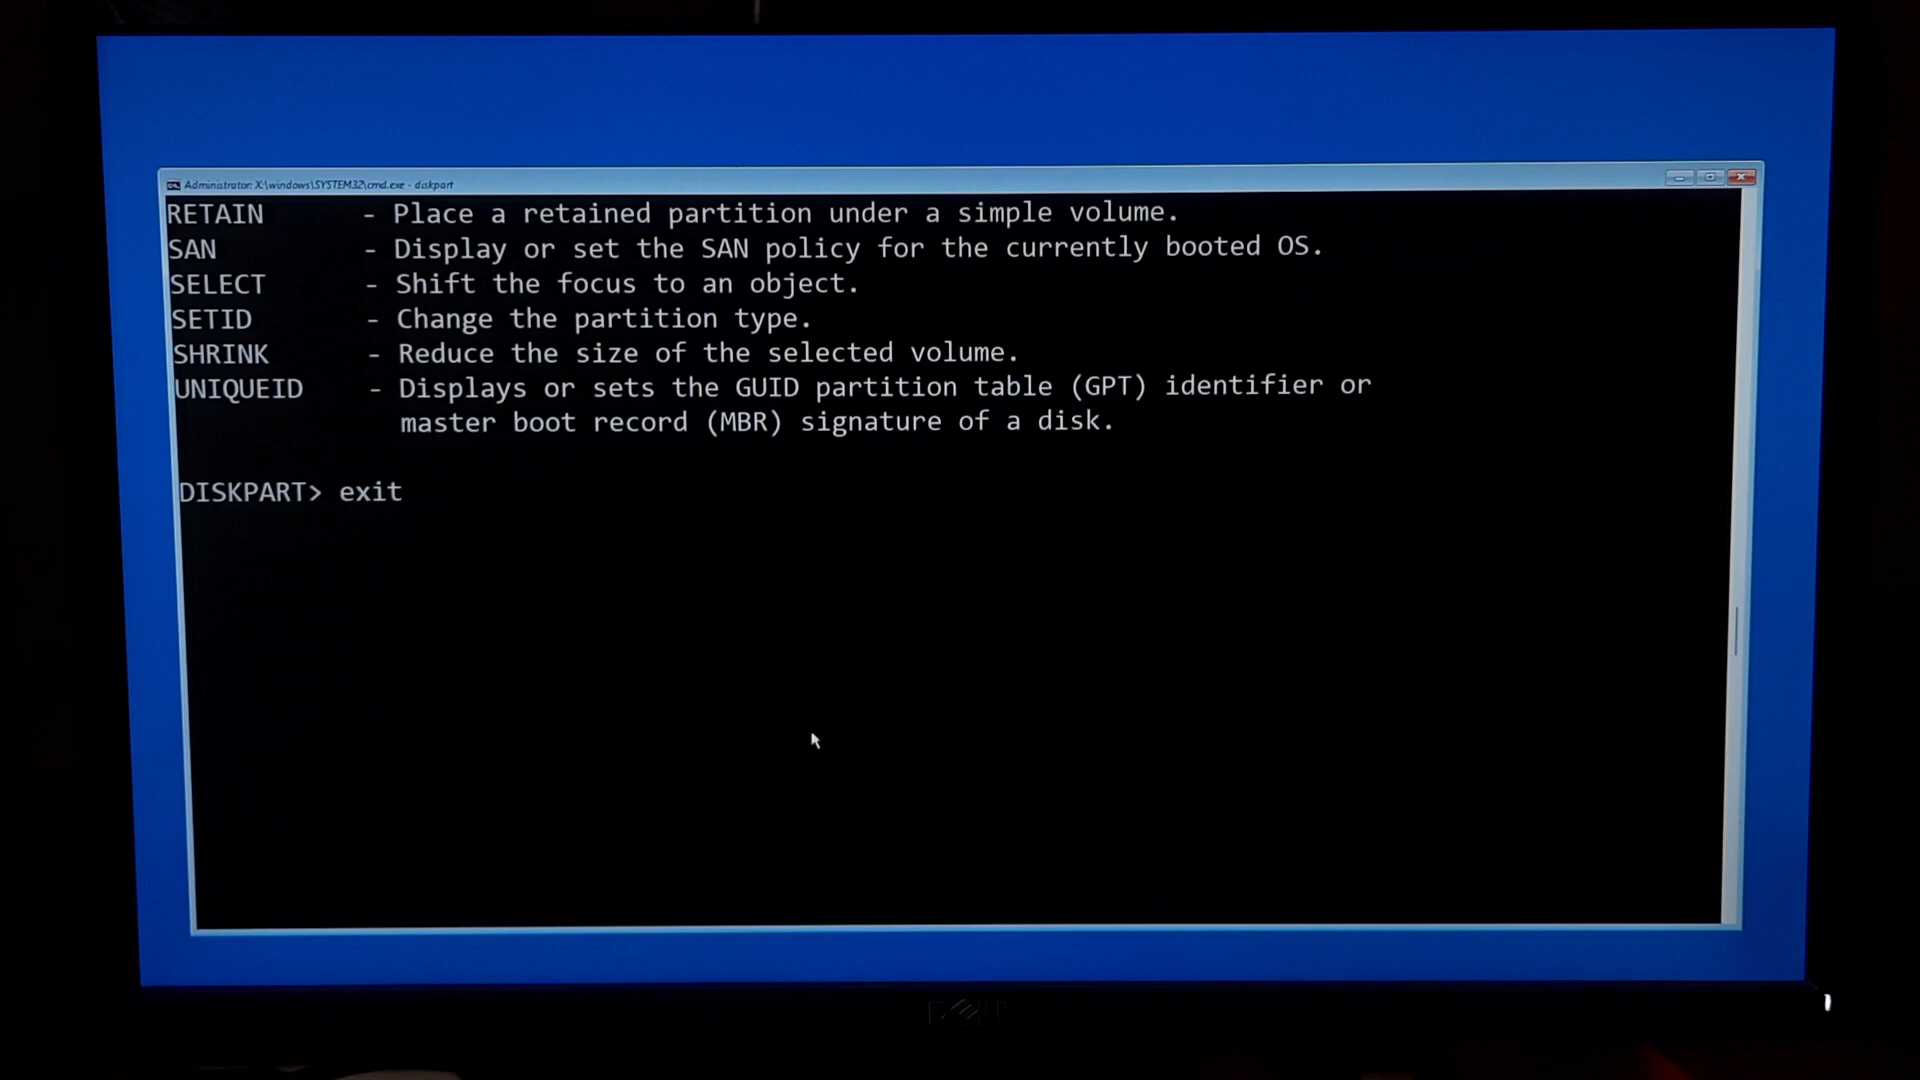 Administrator: X:\windows\SYSTEM32\cmd.exe - diskpart
RETAIN - Place a retained partition under a simple volume.
SAN - Display or set the SAN policy for the currently booted OS.
SELECT - Shift the focus to an object.
SETID - Change the partition type.
SHRINK - Reduce the size of the selected volume.
UNIQUEID - Displays or sets the GUID partition table (GPT) identifier or
master boot record (MBR) signature of a disk.
DISKPART> exit
DELL